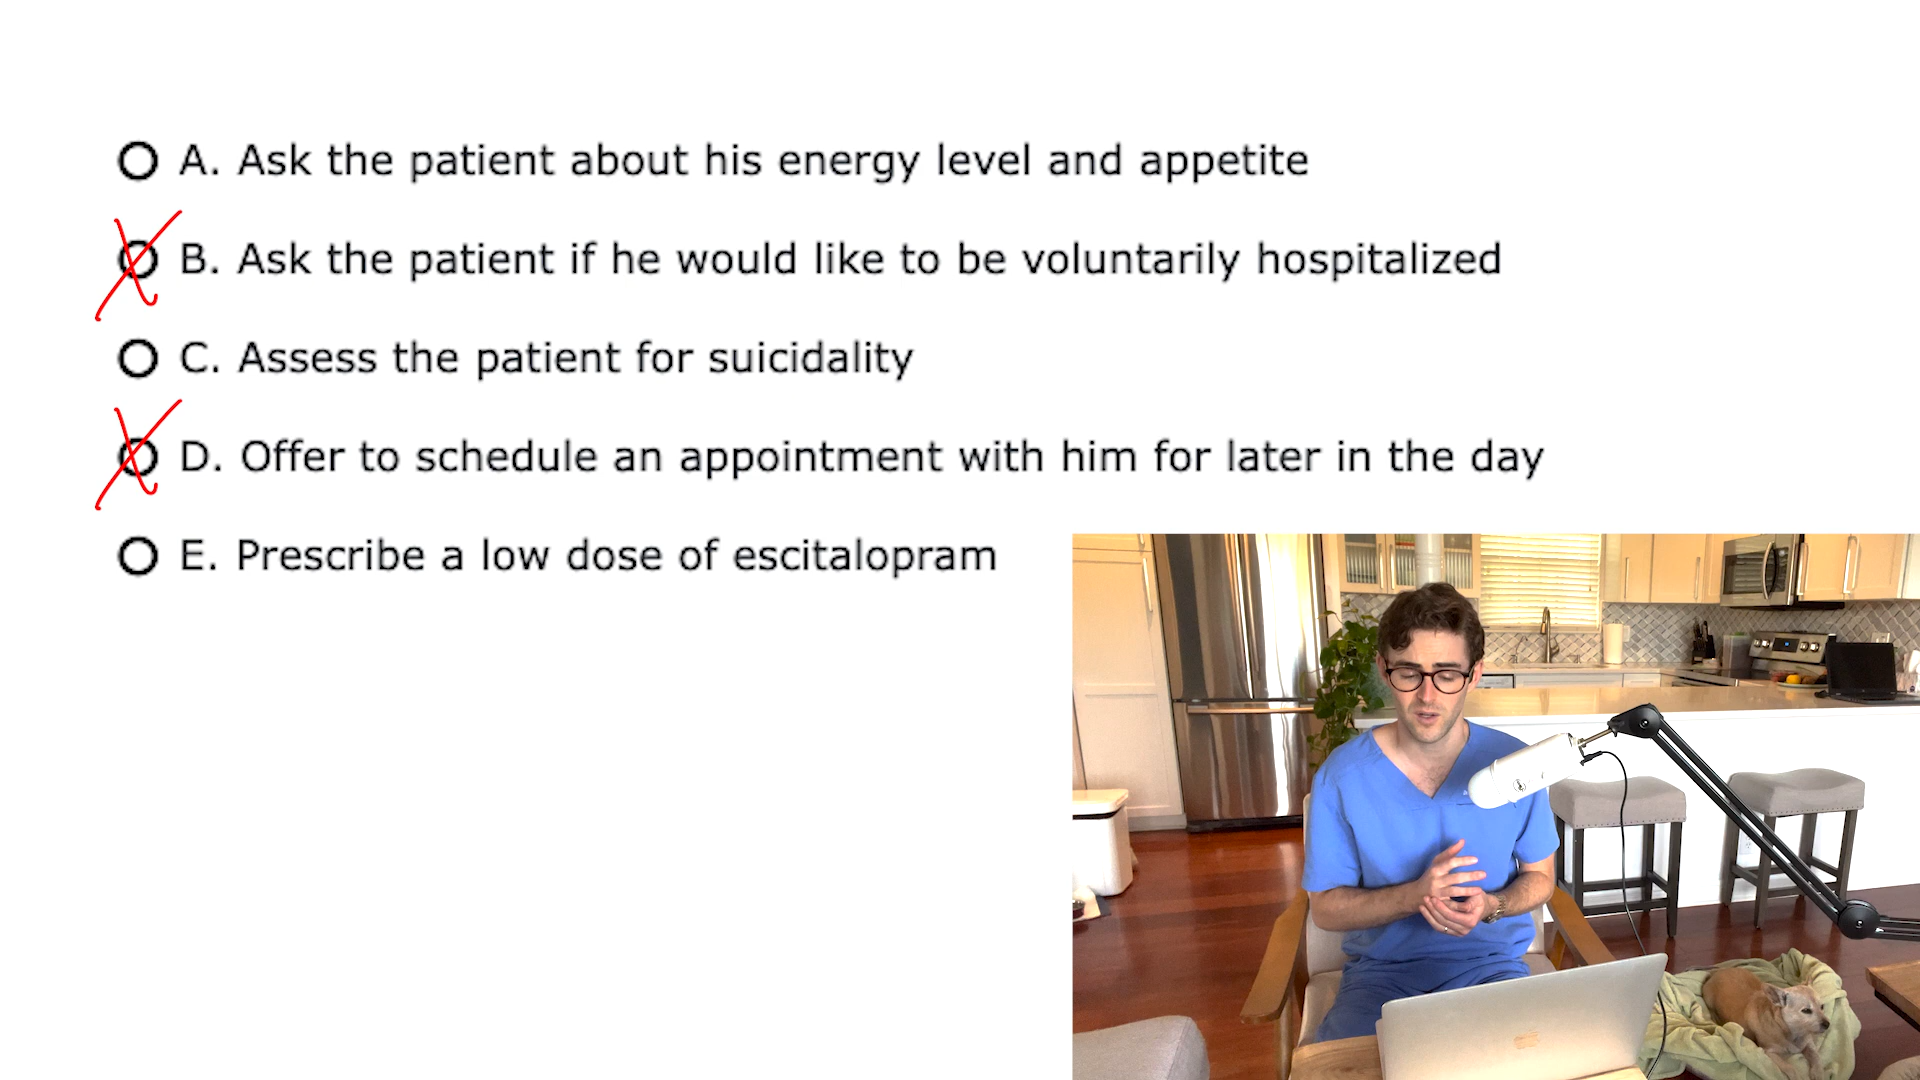 A. Ask the patient about his energy level and appetite
B. Ask the patient if he would like to be voluntarily hospitalized
C. Assess the patient for suicidality
D. Offer to schedule an appointment with him for later in the day
E. Prescribe a low dose of escitalopram